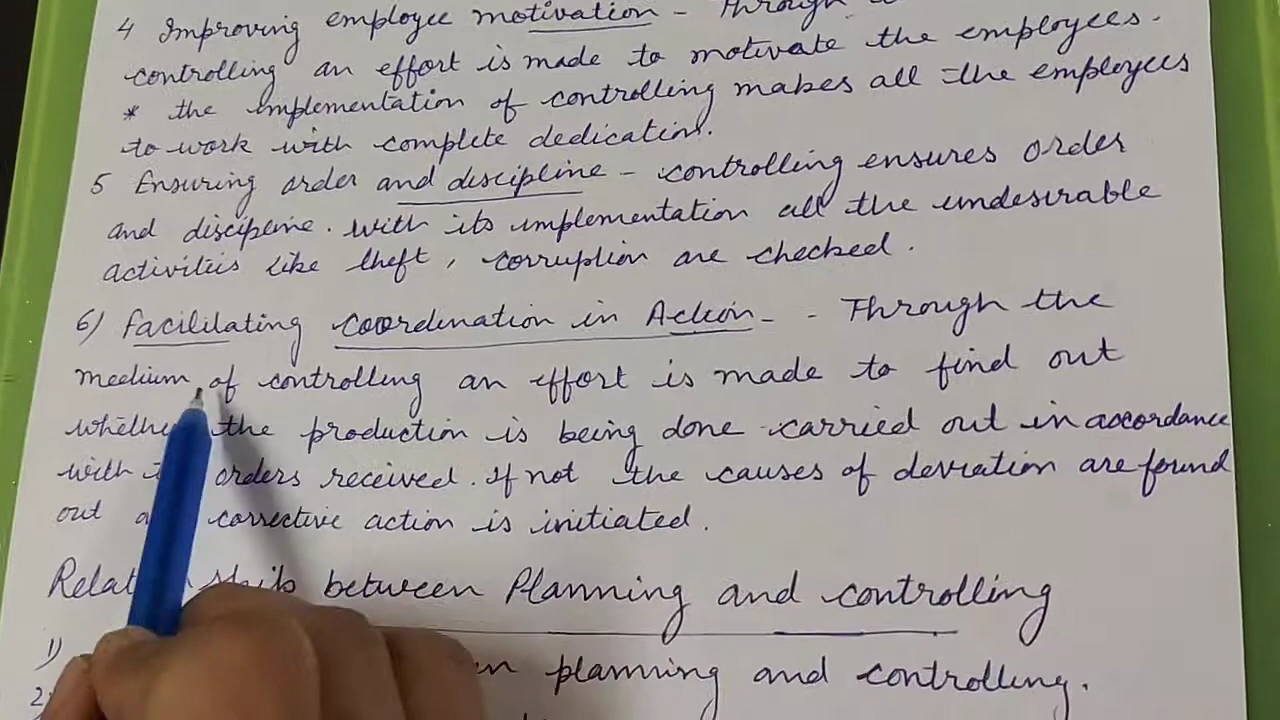 4 Improving employee motivation - Through
controlling an effort is made to motivate the employees.
* the implementation of controlling makes all the employees
to work with complete dedication.
5 Ensuring order and discipline - controlling ensures order
and discipline. with its implementation all the undesirable
activities like theft, corruption are checked.
6) Facilitating coordination in Action - - Through the
medium of controlling an effort is made to find out
whether the production is being done carried out in accordance
with orders received. If not the causes of deviation are found
out corrective action is initiated.
between Planning and controlling
1) planning and controlling.
2)